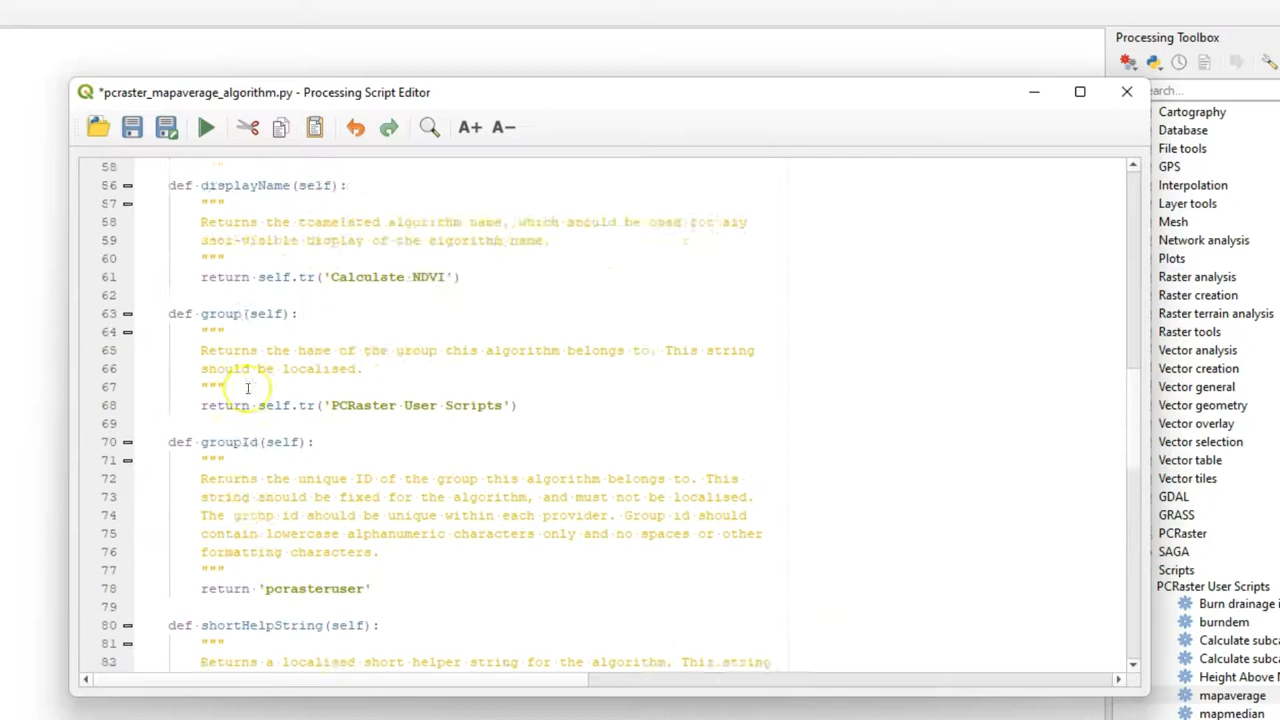 Processing Toolbox
*pcraster_mapaverage_algorithm.py - Processing Script Editor
earch...
A+ A-
58
56 def displayName(self):
57 """
58 Returns the algorithm name, which should be for
59 display of the algorithm name.
60 """
61 return self.tr('Calculate NDVI')
62
63 def group(self):
64 """
65 Returns the name of the group this algorithm belongs to. This string
66 should be localised.
67 """
68 return self.tr('PCRaster User Scripts')
69
70 def groupId(self):
71 """
72 Returns the unique ID of the group this algorithm belongs to. This
73 string should be fixed for the algorithm, and must not be localised.
74 The group id should be unique within each provider. Group id should
75 contain lowercase alphanumeric characters only and no spaces or other
76 formatting characters.
77 """
78 return 'pcrasteruser'
79
80 def shortHelpString(self):
81 """
82 Returns a localised short helper string for the algorithm. This string
Cartography
Database
File tools
GPS
Interpolation
Layer tools
Mesh
Network analysis
Plots
Raster analysis
Raster creation
Raster terrain analysis
Raster tools
Vector analysis
Vector creation
Vector general
Vector geometry
Vector overlay
Vector selection
Vector table
Vector tiles
GDAL
GRASS
PCRaster
SAGA
Scripts
PCRaster User Scripts
Burn drainage i
burndem
Calculate subca
Calculate subca
Height Above N
mapaverage
mapmedian